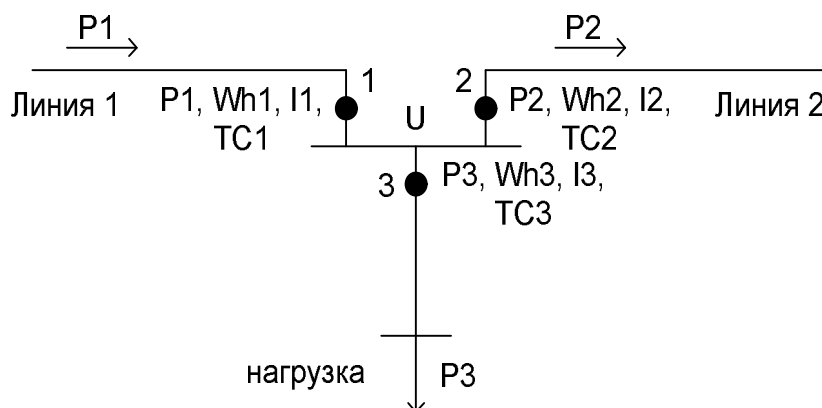 P1
P2
Линия 1
P1, Wh1, I1,
TC1
1
U
2
P2, Wh2, I2,
TC2
Линия 2
3
P3, Wh3, I3,
TC3
нагрузка
P3